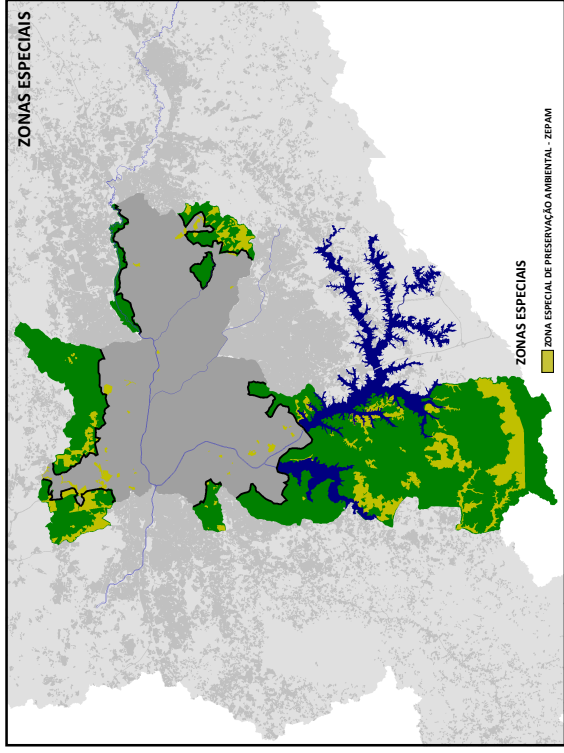 ZONAS ESPECIAIS
ZONAS ESPECIAIS
ZONA ESPECIAL DE PRESERVAÇÃO AMBIENTAL - ZEPAM